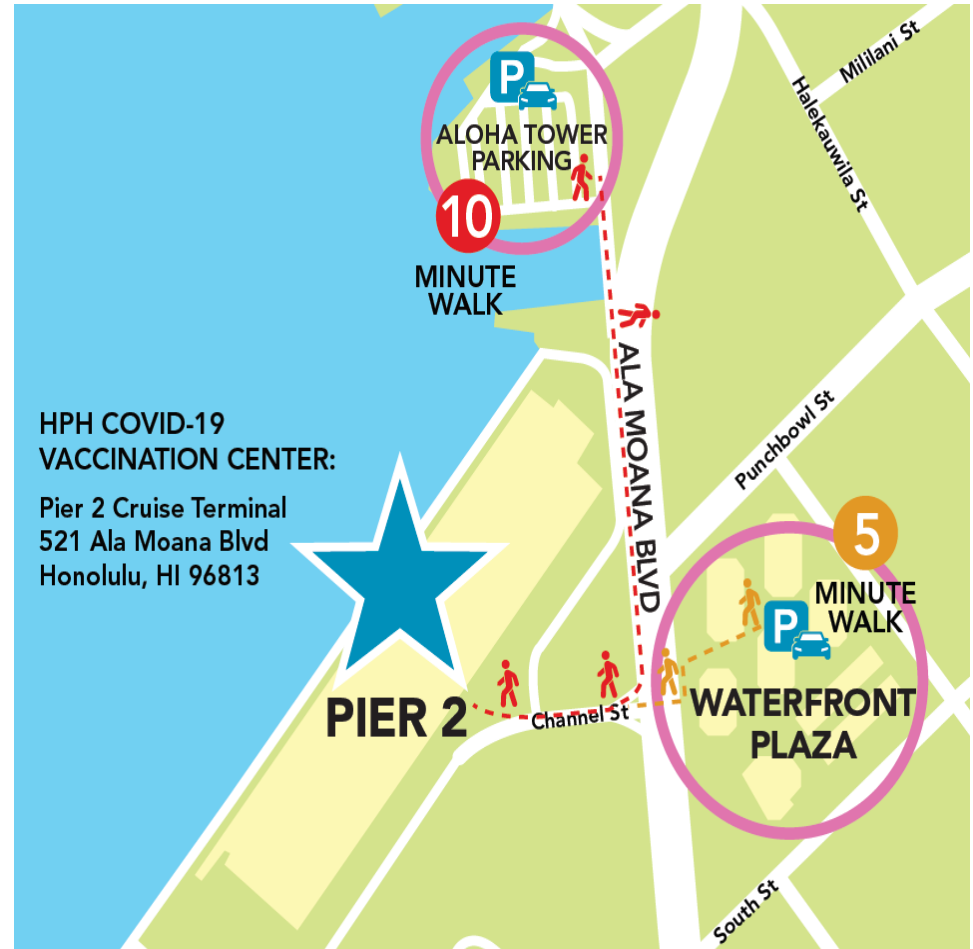 P
ALOHA TOWER
PARKING
10
MINUTE
WALK
Mililani St
Halekauwila St
ALA MOANA BLVD
Punchbowl St
HPH COVID-19
VACCINATION CENTER:
Pier 2 Cruise Terminal
521 Ala Moana Blvd
Honolulu, HI 96813
5
MINUTE
WALK
P
WATERFRONT
PLAZA
PIER 2
Channel St
South St